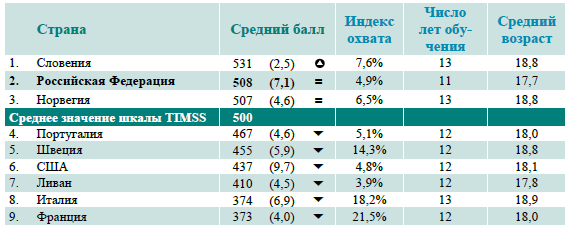 Страна Средний балл Индекс охвата Число лет обу- чения Средний возраст
1. Словения 531 (2,5) 7,6% 13 18,8
2. Российская Федерация 508 (7,1) = 4,9% 11 17,7
3. Норвегия 507 (4,6) = 6,5% 13 18,8
Среднее значение шкалы TIMSS 500
4. Португалия 467 (4,6) 5,1% 12 18,0
5. Швеция 455 (5,9) 14,3% 12 18,8
6. США 437 (9,7) 4,8% 12 18,1
7. Ливан 410 (4,5) 3,9% 12 17,8
8. Италия 374 (6,9) 18,2% 13 18,9
9. Франция 373 (4,0) 21,5% 12 18,0